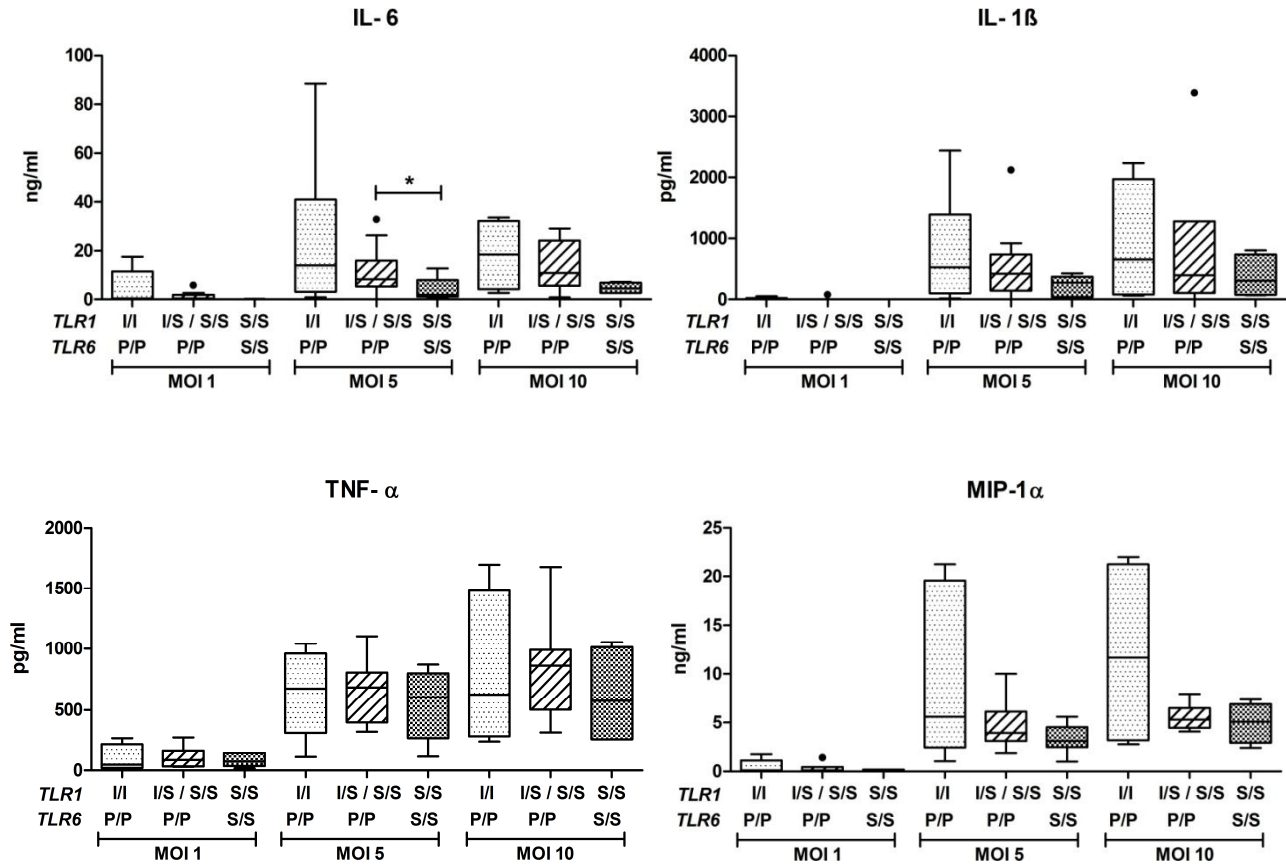 IL- 6
100
80
60
40
20
0
ng/ml
*
TLR1 I/I I/S / S/S S/S I/I I/S / S/S S/S I/I I/S / S/S S/S
TLR6 P/P P/P S/S P/P P/P S/S P/P P/P S/S
MOI 1 MOI 5 MOI 10
IL- 1ß
4000
3000
2000
1000
0
pg/ml
TLR1 I/I I/S / S/S S/S I/I I/S / S/S S/S I/I I/S / S/S S/S
TLR6 P/P P/P S/S P/P P/P S/S P/P P/P S/S
MOI 1 MOI 5 MOI 10
TNF- α
2000
1500
1000
500
0
pg/ml
TLR1 I/I I/S / S/S S/S I/I I/S / S/S S/S I/I I/S / S/S S/S
TLR6 P/P P/P S/S P/P P/P S/S P/P P/P S/S
MOI 1 MOI 5 MOI 10
MIP-1α
25
20
15
10
5
0
ng/ml
TLR1 I/I I/S / S/S S/S I/I I/S / S/S S/S I/I I/S / S/S S/S
TLR6 P/P P/P S/S P/P P/P S/S P/P P/P S/S
MOI 1 MOI 5 MOI 10